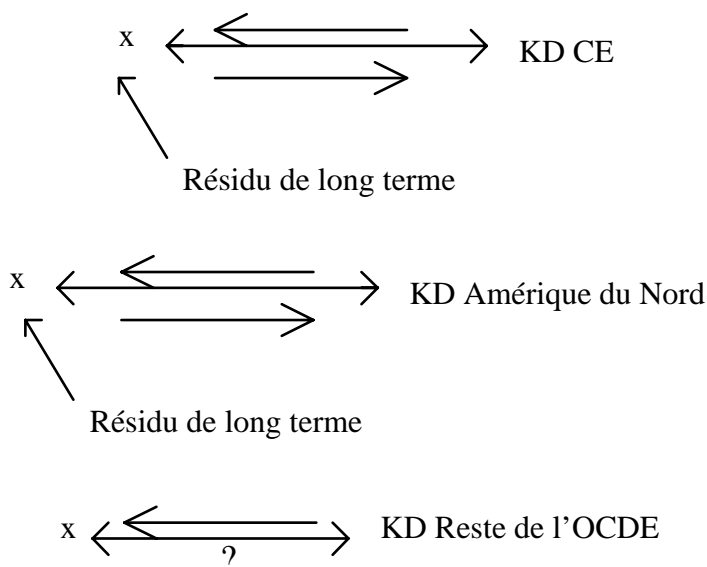 x KD CE
Résidu de long terme
x KD Amérique du Nord
Résidu de long terme
x KD Reste de l’OCDE
?